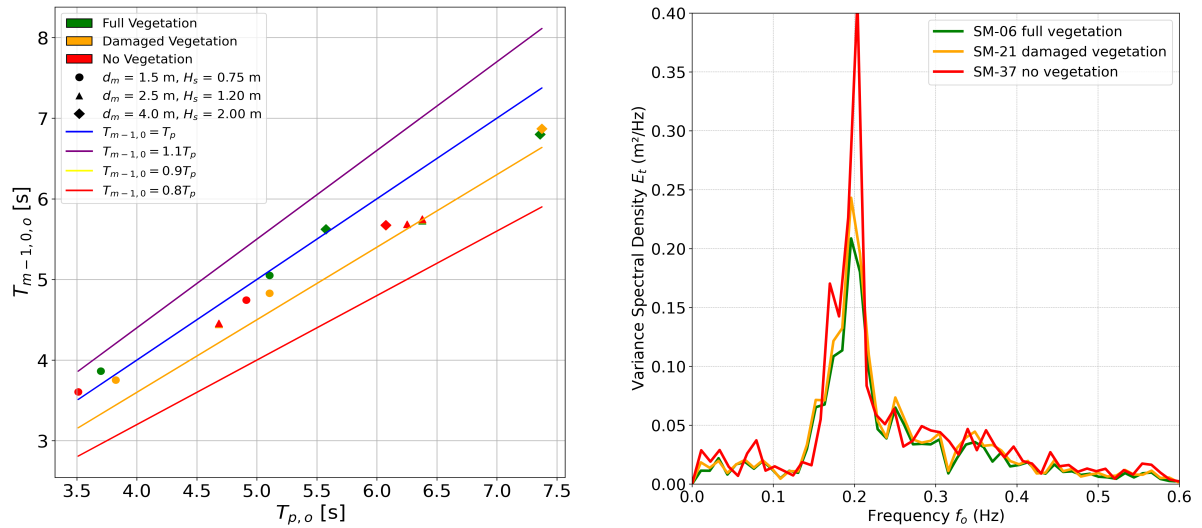 Full Vegetation
Damaged Vegetation
No Vegetation
d_m = 1.5 m, H_s = 0.75 m
d_m = 2.5 m, H_s = 1.20 m
d_m = 4.0 m, H_s = 2.00 m
T_{m−1,0} = T_p
T_{m−1,0} = 1.1T_p
T_{m−1,0} = 0.9T_p
T_{m−1,0} = 0.8T_p
8
7
6
5
4
3
T_{m−1,0,o} [s]
3.5 4.0 4.5 5.0 5.5 6.0 6.5 7.0 7.5
T_{p,o} [s]
SM-06 full vegetation
SM-21 damaged vegetation
SM-37 no vegetation
0.40
0.35
0.30
0.25
0.20
0.15
0.10
0.05
0.00
Variance Spectral Density E_t (m²/Hz)
0.0 0.1 0.2 0.3 0.4 0.5 0.6
Frequency f_o (Hz)